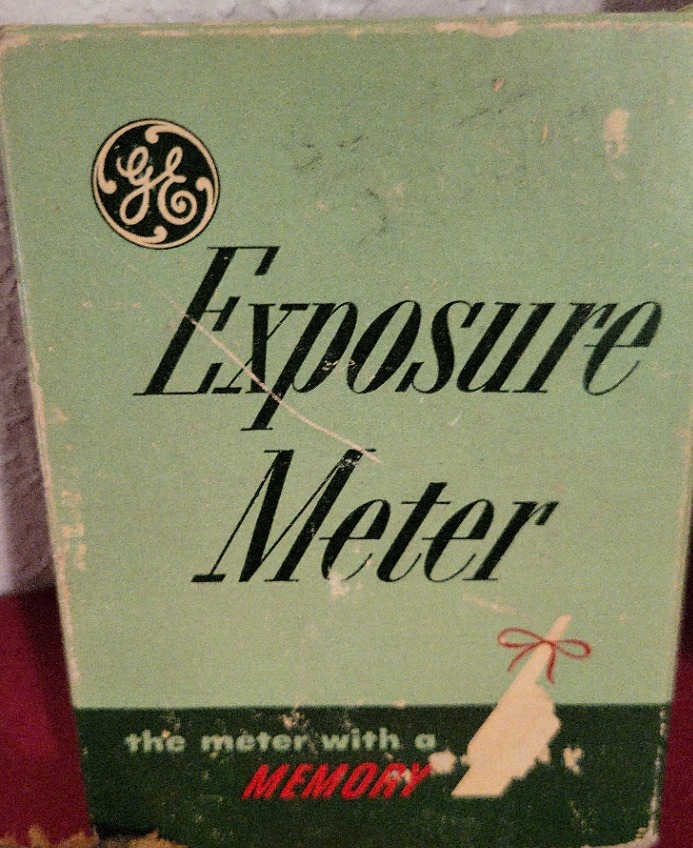 GE
Exposure
Meter
the meter with a
MEMORY